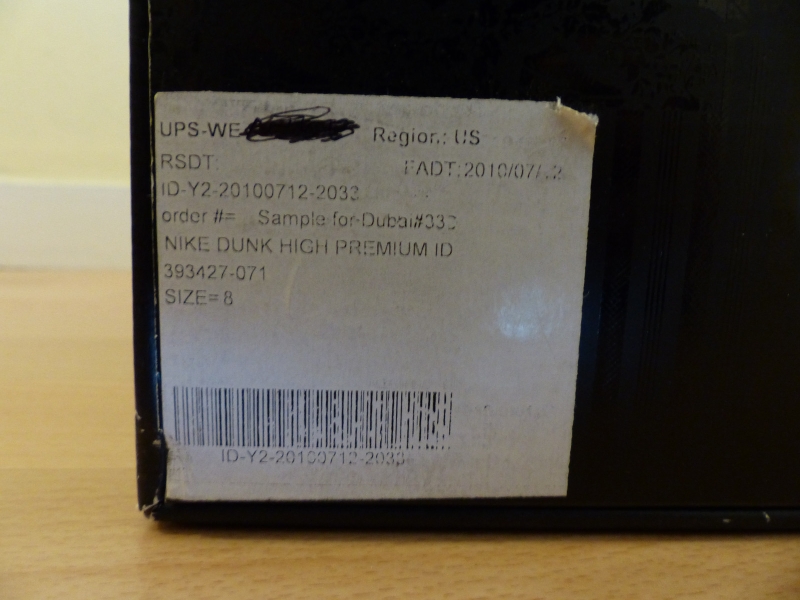 UPS-WE Region: US
RSDT: FADT:2010/07/12
ID-Y2-20100712-2033
order #= Sample for Dubai#33
NIKE DUNK HIGH PREMIUM ID
393427-071
SIZE=8
ID-Y2-20100712-2033